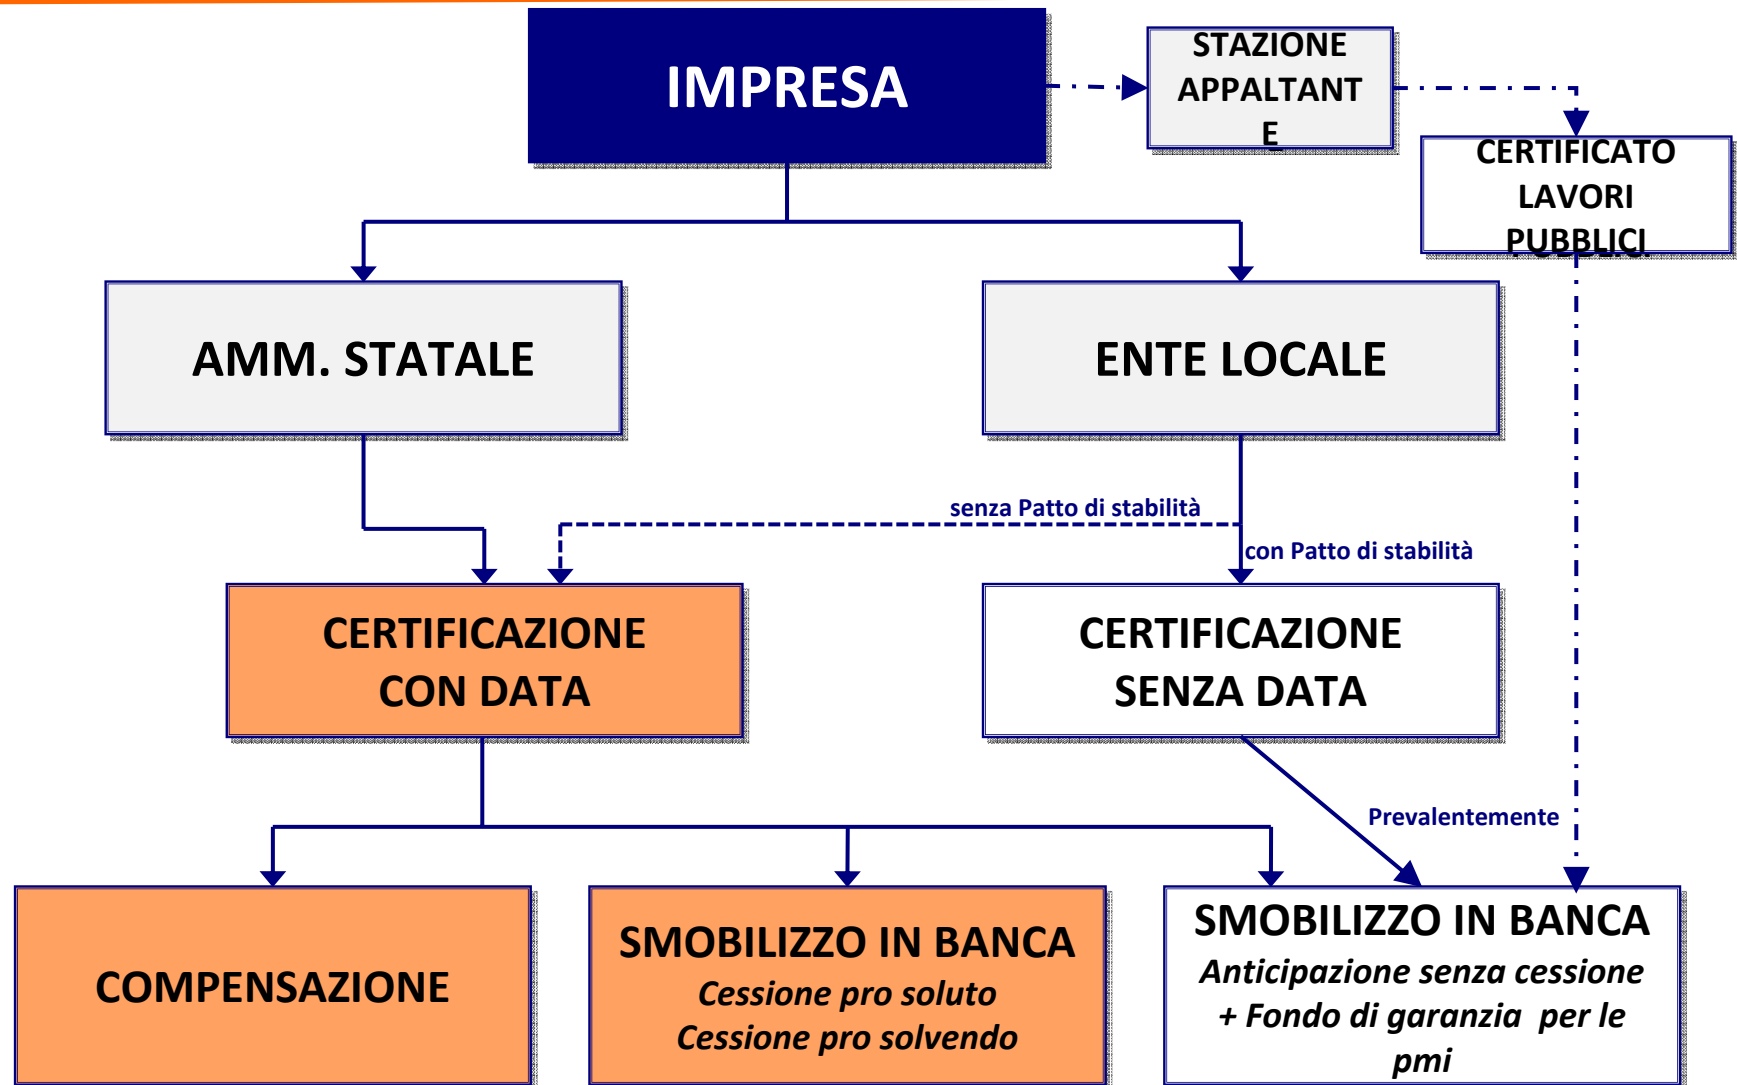 IMPRESA
STAZIONE
APPALTANT
E
CERTIFICATO
LAVORI
PUBBLICI
AMM. STATALE
ENTE LOCALE
senza Patto di stabilità
con Patto di stabilità
CERTIFICAZIONE
CON DATA
CERTIFICAZIONE
SENZA DATA
Prevalentemente
COMPENSAZIONE
SMOBILIZZO IN BANCA
Cessione pro soluto
Cessione pro solvendo
SMOBILIZZO IN BANCA
Anticipazione senza cessione
+ Fondo di garanzia per le
pmi